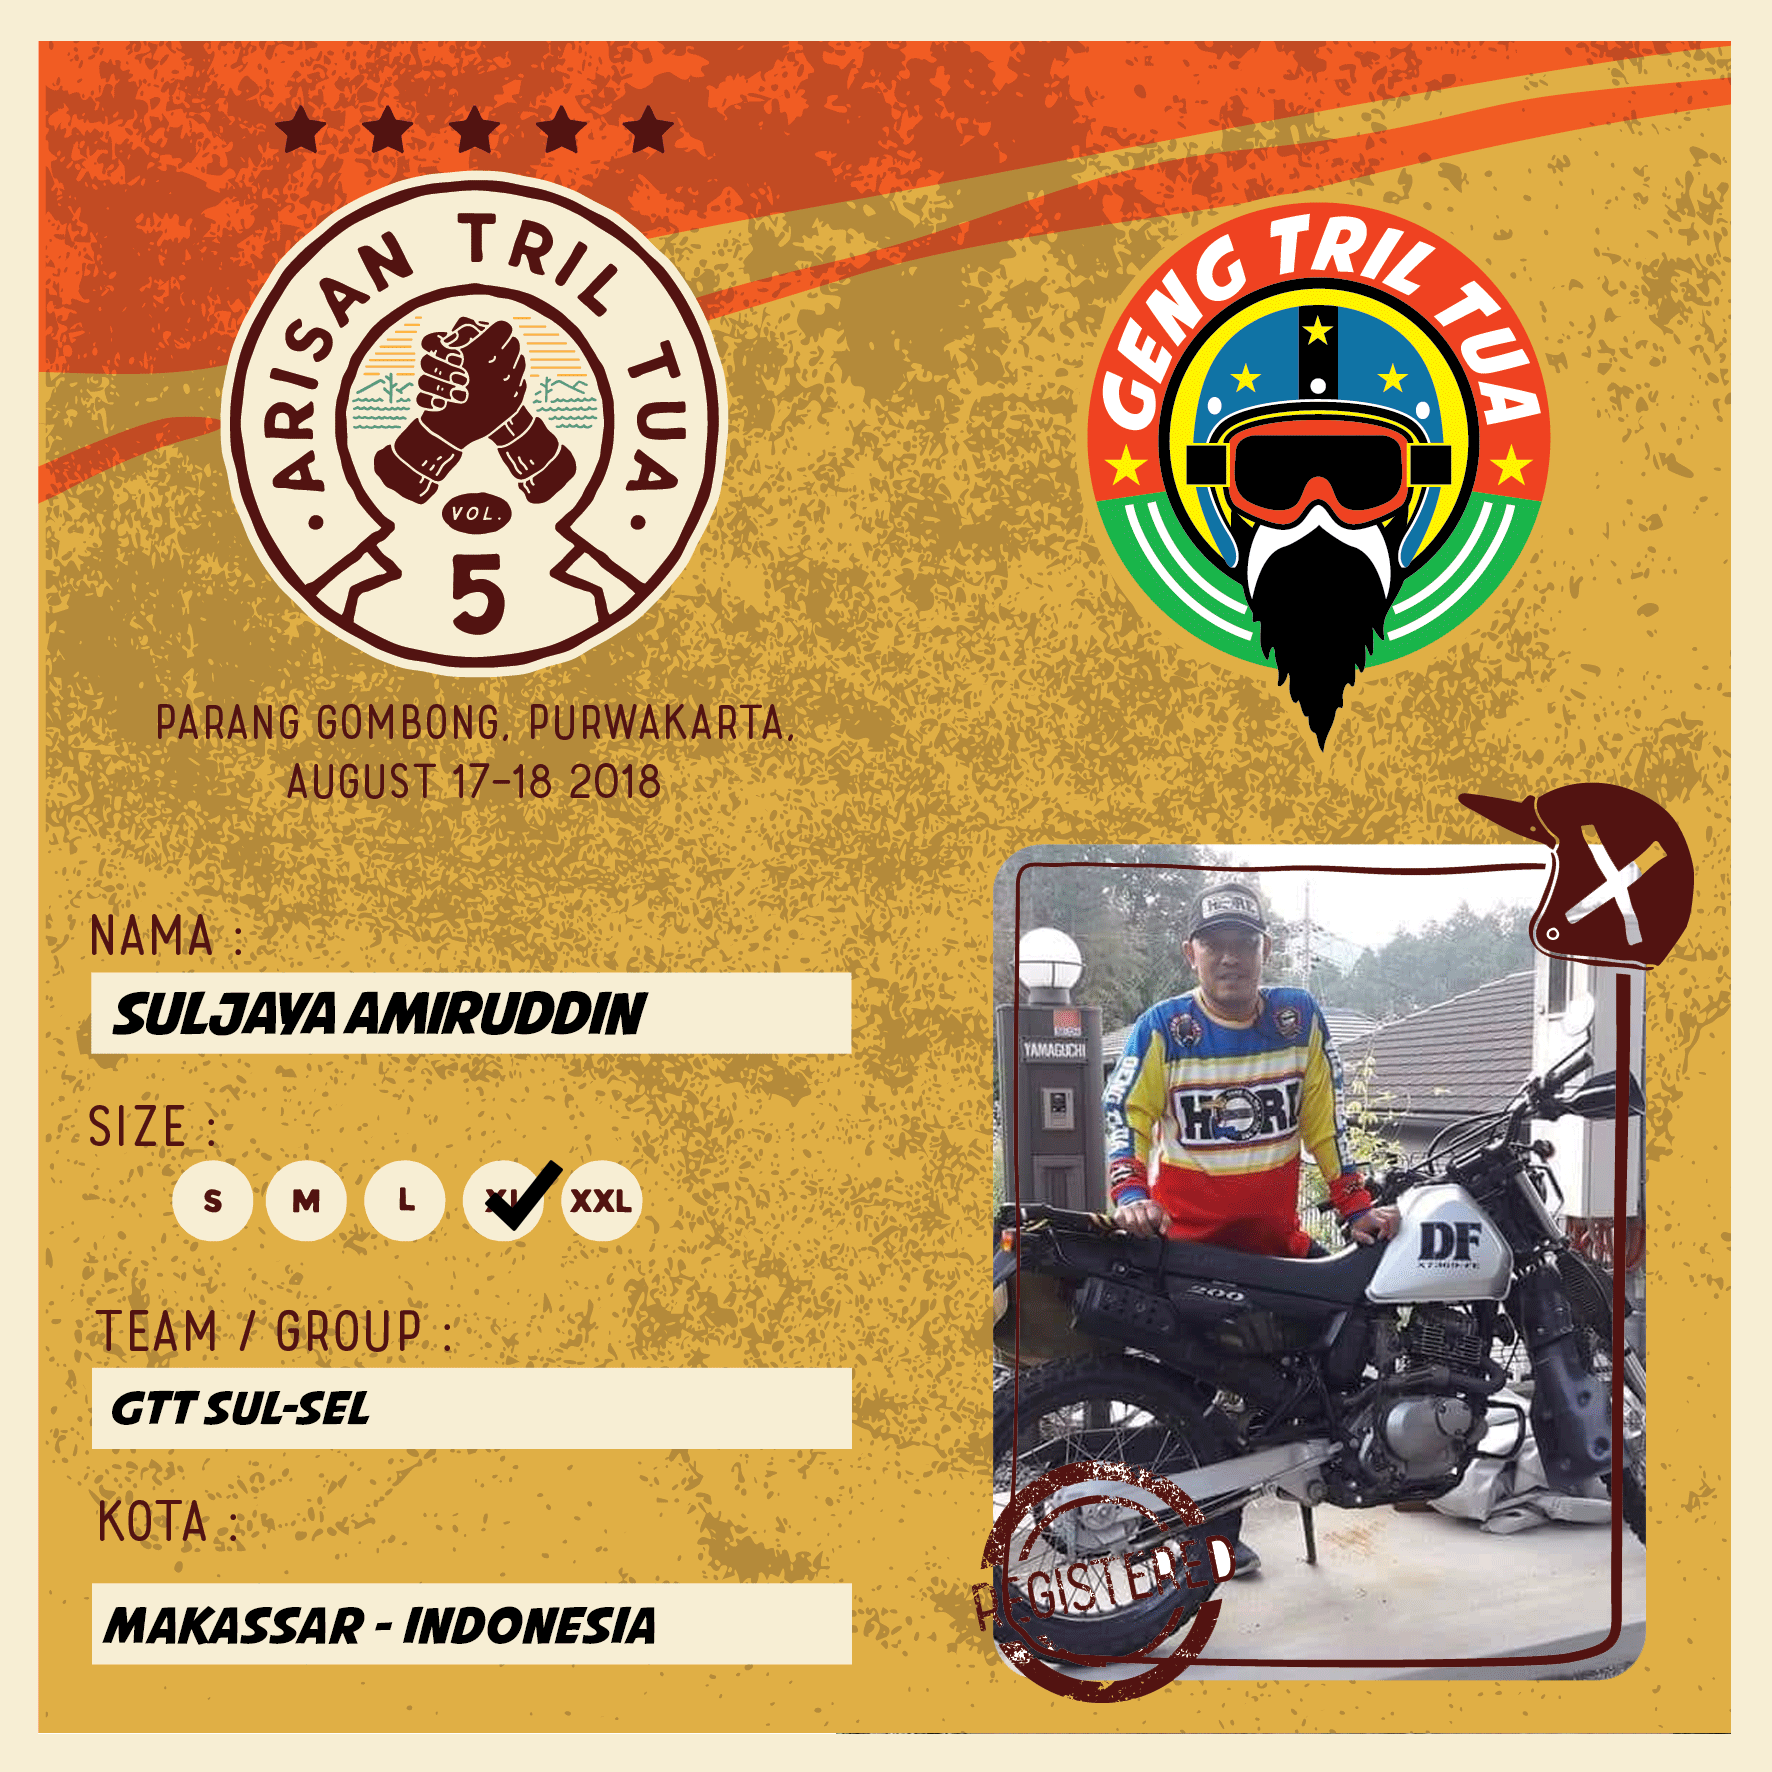 ARISAN TRIL TUA
VOL.
5
GENG TRIL TUA
PARANG GOMBONG, PURWAKARTA,
AUGUST 17-18 2018
NAMA :
SULJAYA AMIRUDDIN
SIZE :
S M L XL XXL
TEAM / GROUP :
GTT SUL-SEL
KOTA :
MAKASSAR - INDONESIA
YAMAGUCHI
DF
200
REGISTERED